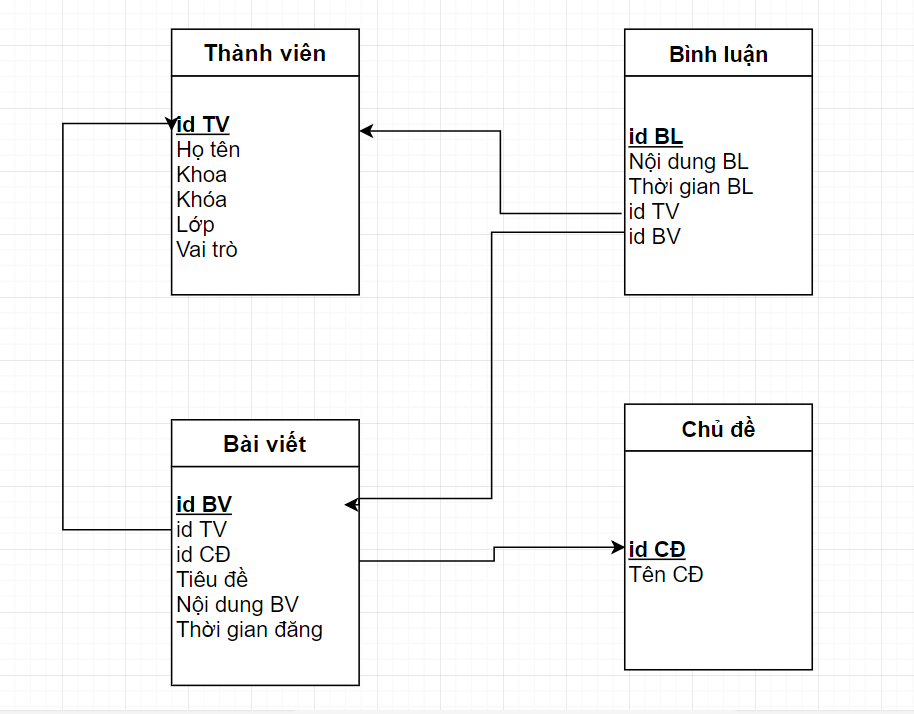 Thành viên
id TV
Họ tên
Khoa
Khóa
Lớp
Vai trò
Bình luận
id BL
Nội dung BL
Thời gian BL
id TV
id BV
Bài viết
id BV
id TV
id CĐ
Tiêu đề
Nội dung BV
Thời gian đăng
Chủ đề
id CĐ
Tên CĐ